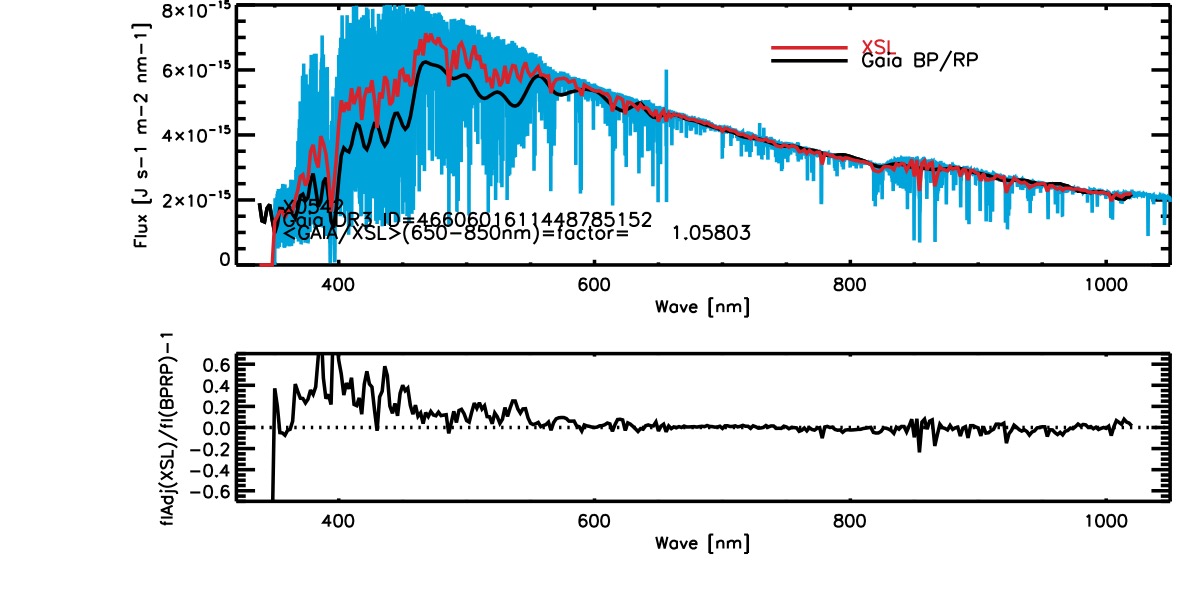 8×10−15
6×10−15
4×10−15
2×10−15
0
Flux [J s−1 m−2 nm−1]
XSL
Gaia BP/RP
X0542
Gaia DR3 ID=4660601611448785152
<GAIA/XSL>(650−850nm)=factor= 1.05803
400 600 800 1000
Wave [nm]
flAdj(XSL)/fl(BPRP)−1
0.6
0.4
0.2
0.0
−0.2
−0.4
−0.6
400 600 800 1000
Wave [nm]